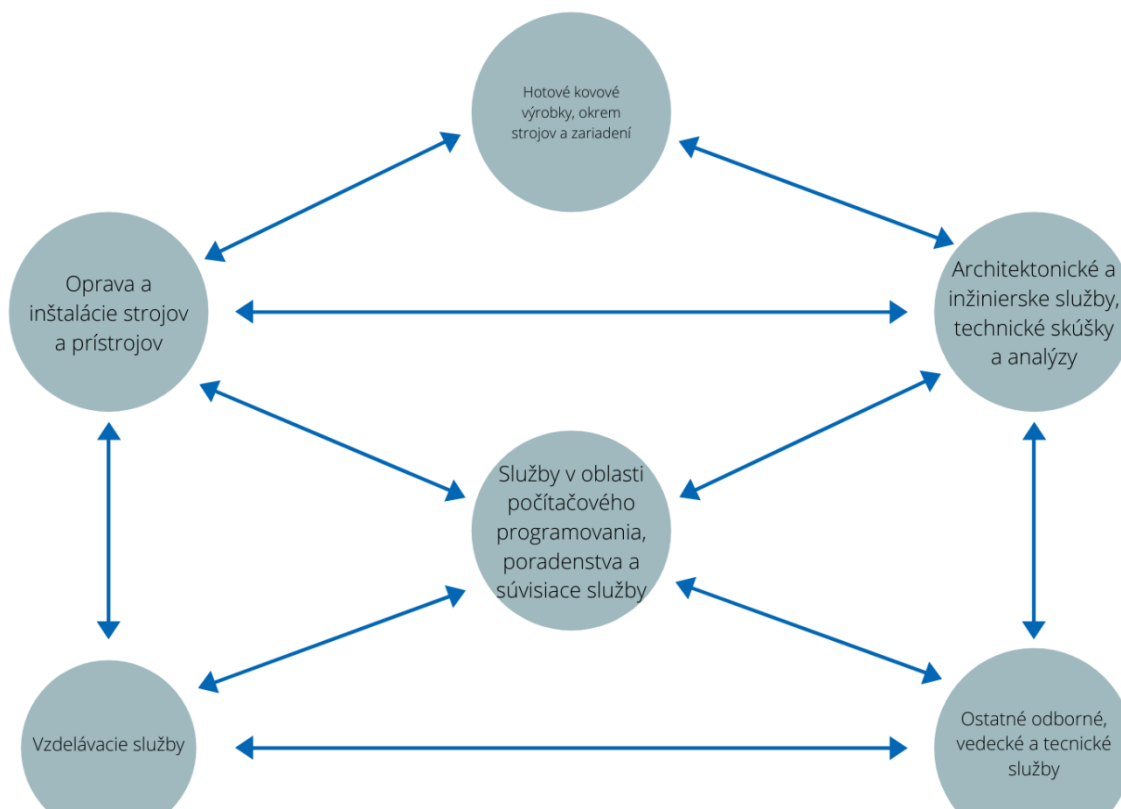 Hotové kovové
výrobky, okrem
strojov a zariadení
Oprava a
inštalácie strojov
a prístrojov
Architektonické a
inžinierske služby,
technické skúšky
a analýzy
Služby v oblasti
počítačového
programovania,
poradenstva a
súvisiace služby
Vzdelávacie služby
Ostatné odborné,
vedecké a tecnické
služby